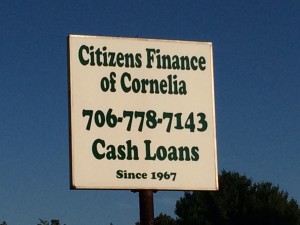 Citizens Finance
of Cornelia
706-778-7143
Cash Loans
Since 1967